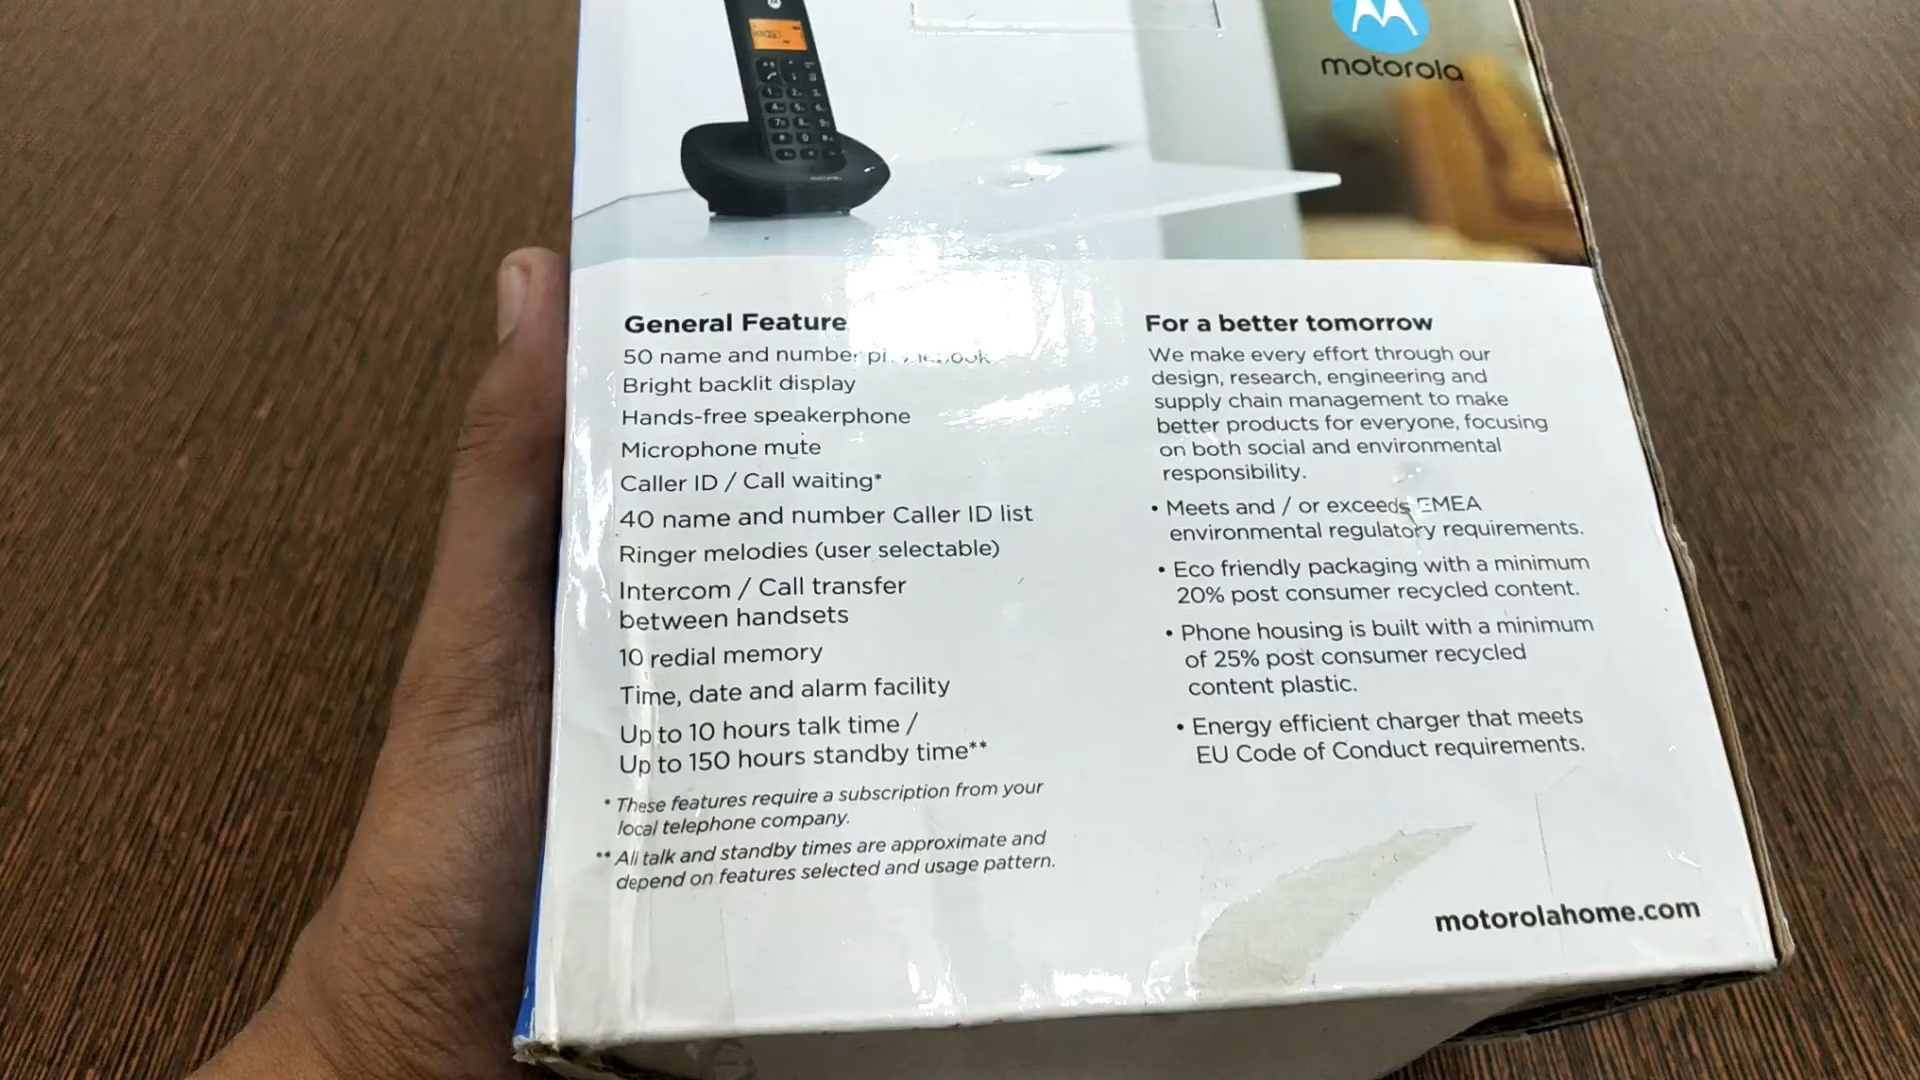 motorola
General Feature
50 name and number phonebook
Bright backlit display
Hands-free speakerphone
Microphone mute
Caller ID / Call waiting*
40 name and number Caller ID list
Ringer melodies (user selectable)
Intercom / Call transfer
between handsets
10 redial memory
Time, date and alarm facility
Up to 10 hours talk time /
Up to 150 hours standby time**
* These features require a subscription from your
local telephone company.
** All talk and standby times are approximate and
depend on features selected and usage pattern.
For a better tomorrow
We make every effort through our
design, research, engineering and
supply chain management to make
better products for everyone, focusing
on both social and environmental
responsibility.
• Meets and / or exceeds EMEA
environmental regulatory requirements.
• Eco friendly packaging with a minimum
20% post consumer recycled content.
• Phone housing is built with a minimum
of 25% post consumer recycled
content plastic.
• Energy efficient charger that meets
EU Code of Conduct requirements.
motorolahome.com